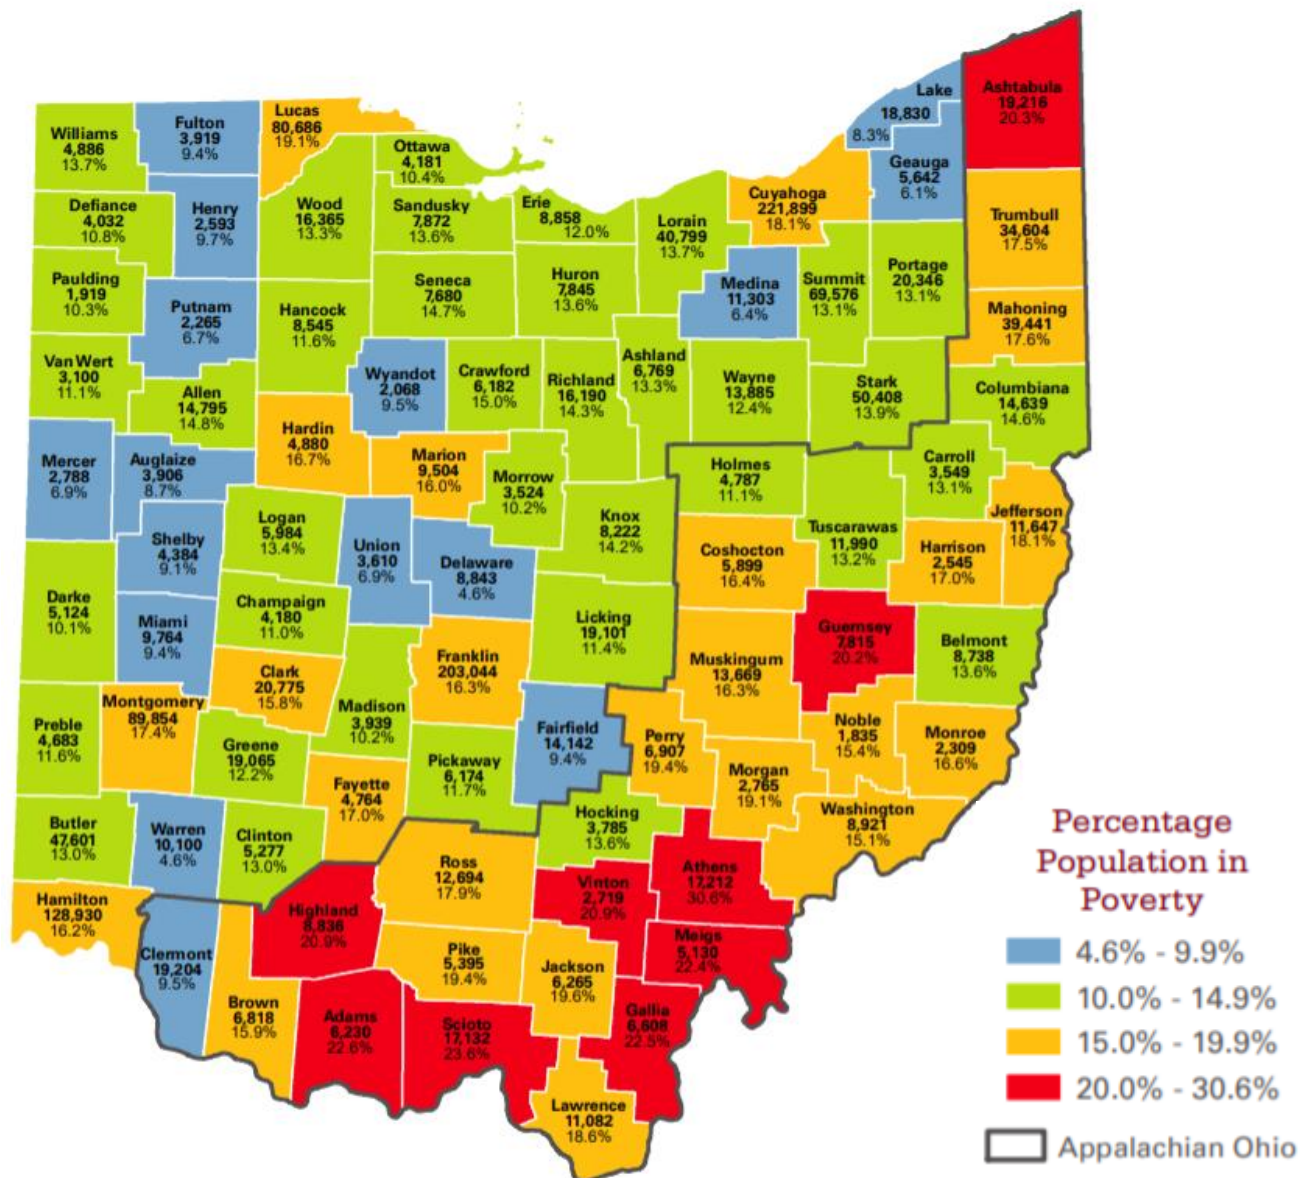 Williams
4,886
13.7%
Fulton
3,919
9.4%
Lucas
80,686
19.1%
Ottawa
4,181
10.4%
Lake
18,830
8.3%
Ashtabula
19,216
20.3%
Geauga
5,642
6.1%
Cuyahoga
221,899
18.1%
Defiance
4,032
10.8%
Henry
2,593
9.7%
Wood
16,365
13.3%
Sandusky
7,872
13.6%
Erie
8,858
12.0%
Lorain
40,799
13.7%
Trumbull
34,604
17.5%
Paulding
1,919
10.3%
Putnam
2,265
6.7%
Hancock
8,545
11.6%
Seneca
7,680
14.7%
Huron
7,845
13.6%
Medina
11,303
6.4%
Summit
69,576
13.1%
Portage
20,346
13.1%
Mahoning
39,441
17.6%
Van Wert
3,100
11.1%
Allen
14,795
14.8%
Wyandot
2,068
9.5%
Crawford
6,182
15.0%
Richland
16,190
14.3%
Ashland
6,769
13.3%
Wayne
13,885
12.4%
Stark
50,408
13.9%
Columbiana
14,639
14.6%
Hardin
4,880
16.7%
Mercer
2,788
6.9%
Auglaize
3,906
8.7%
Marion
9,504
16.0%
Morrow
3,524
10.2%
Holmes
4,787
11.1%
Carroll
3,549
13.1%
Jefferson
11,647
18.1%
Shelby
4,384
9.1%
Logan
5,984
13.4%
Union
3,610
6.9%
Delaware
8,843
4.6%
Knox
8,222
14.2%
Coshocton
5,899
16.4%
Tuscarawas
11,990
13.2%
Harrison
2,545
17.0%
Darke
5,124
10.1%
Miami
9,764
9.4%
Champaign
4,180
11.0%
Licking
19,101
11.4%
Guernsey
7,815
20.2%
Belmont
8,738
13.6%
Clark
20,775
15.8%
Franklin
203,044
16.3%
Muskingum
13,669
16.3%
Preble
4,683
11.6%
Montgomery
89,854
17.4%
Greene
19,065
12.2%
Madison
3,939
10.2%
Pickaway
6,174
11.7%
Fairfield
14,142
9.4%
Perry
6,907
19.4%
Noble
1,835
15.4%
Monroe
2,309
16.6%
Fayette
4,764
17.0%
Morgan
2,765
19.1%
Washington
8,921
15.1%
Butler
47,601
13.0%
Warren
10,100
4.6%
Clinton
5,277
13.0%
Hocking
3,785
13.6%
Ross
12,694
17.9%
Vinton
2,719
20.9%
Athens
17,212
30.6%
Hamilton
128,930
16.2%
Highland
8,836
20.9%
Clermont
19,204
9.5%
Pike
5,395
19.4%
Jackson
6,265
19.6%
Meigs
5,130
22.4%
Brown
6,818
15.9%
Adams
6,230
22.6%
Scioto
17,132
23.6%
Gallia
6,608
22.5%
Lawrence
11,082
18.6%
Percentage
Population in
Poverty
4.6% - 9.9%
10.0% - 14.9%
15.0% - 19.9%
20.0% - 30.6%
Appalachian Ohio